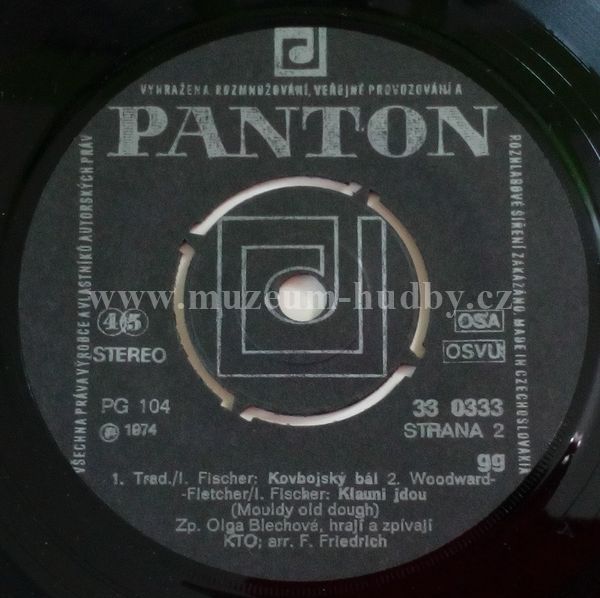 VYHRAŽENA. ROZMNOŽOVÁNÍ, VEŘEJNÉ PROVOZOVÁNÍ A
PANTON
VŠECHNA PRÁVA VÝROBCE A VLASTNÍKŮ AUTORSKÝCH PRÁV
ROZHLASOVÉ ŠÍŘENÍ ZAKÁZÁNO. MADE IN CZECHOSLOVAKIA
www.muzeum-hudby.cz
45
STEREO
OSA
OSVU
PG 104
℗ 1974
33 0333
STRANA 2
gg
1. Trad./I. Fischer: Kovbojský bál 2. Woodward-
-Fletcher/I. Fischer: Klauni jdou
(Mouldy old dough)
Zp. Olga Blechová, hrají a zpívají
KTO; arr. F. Friedrich